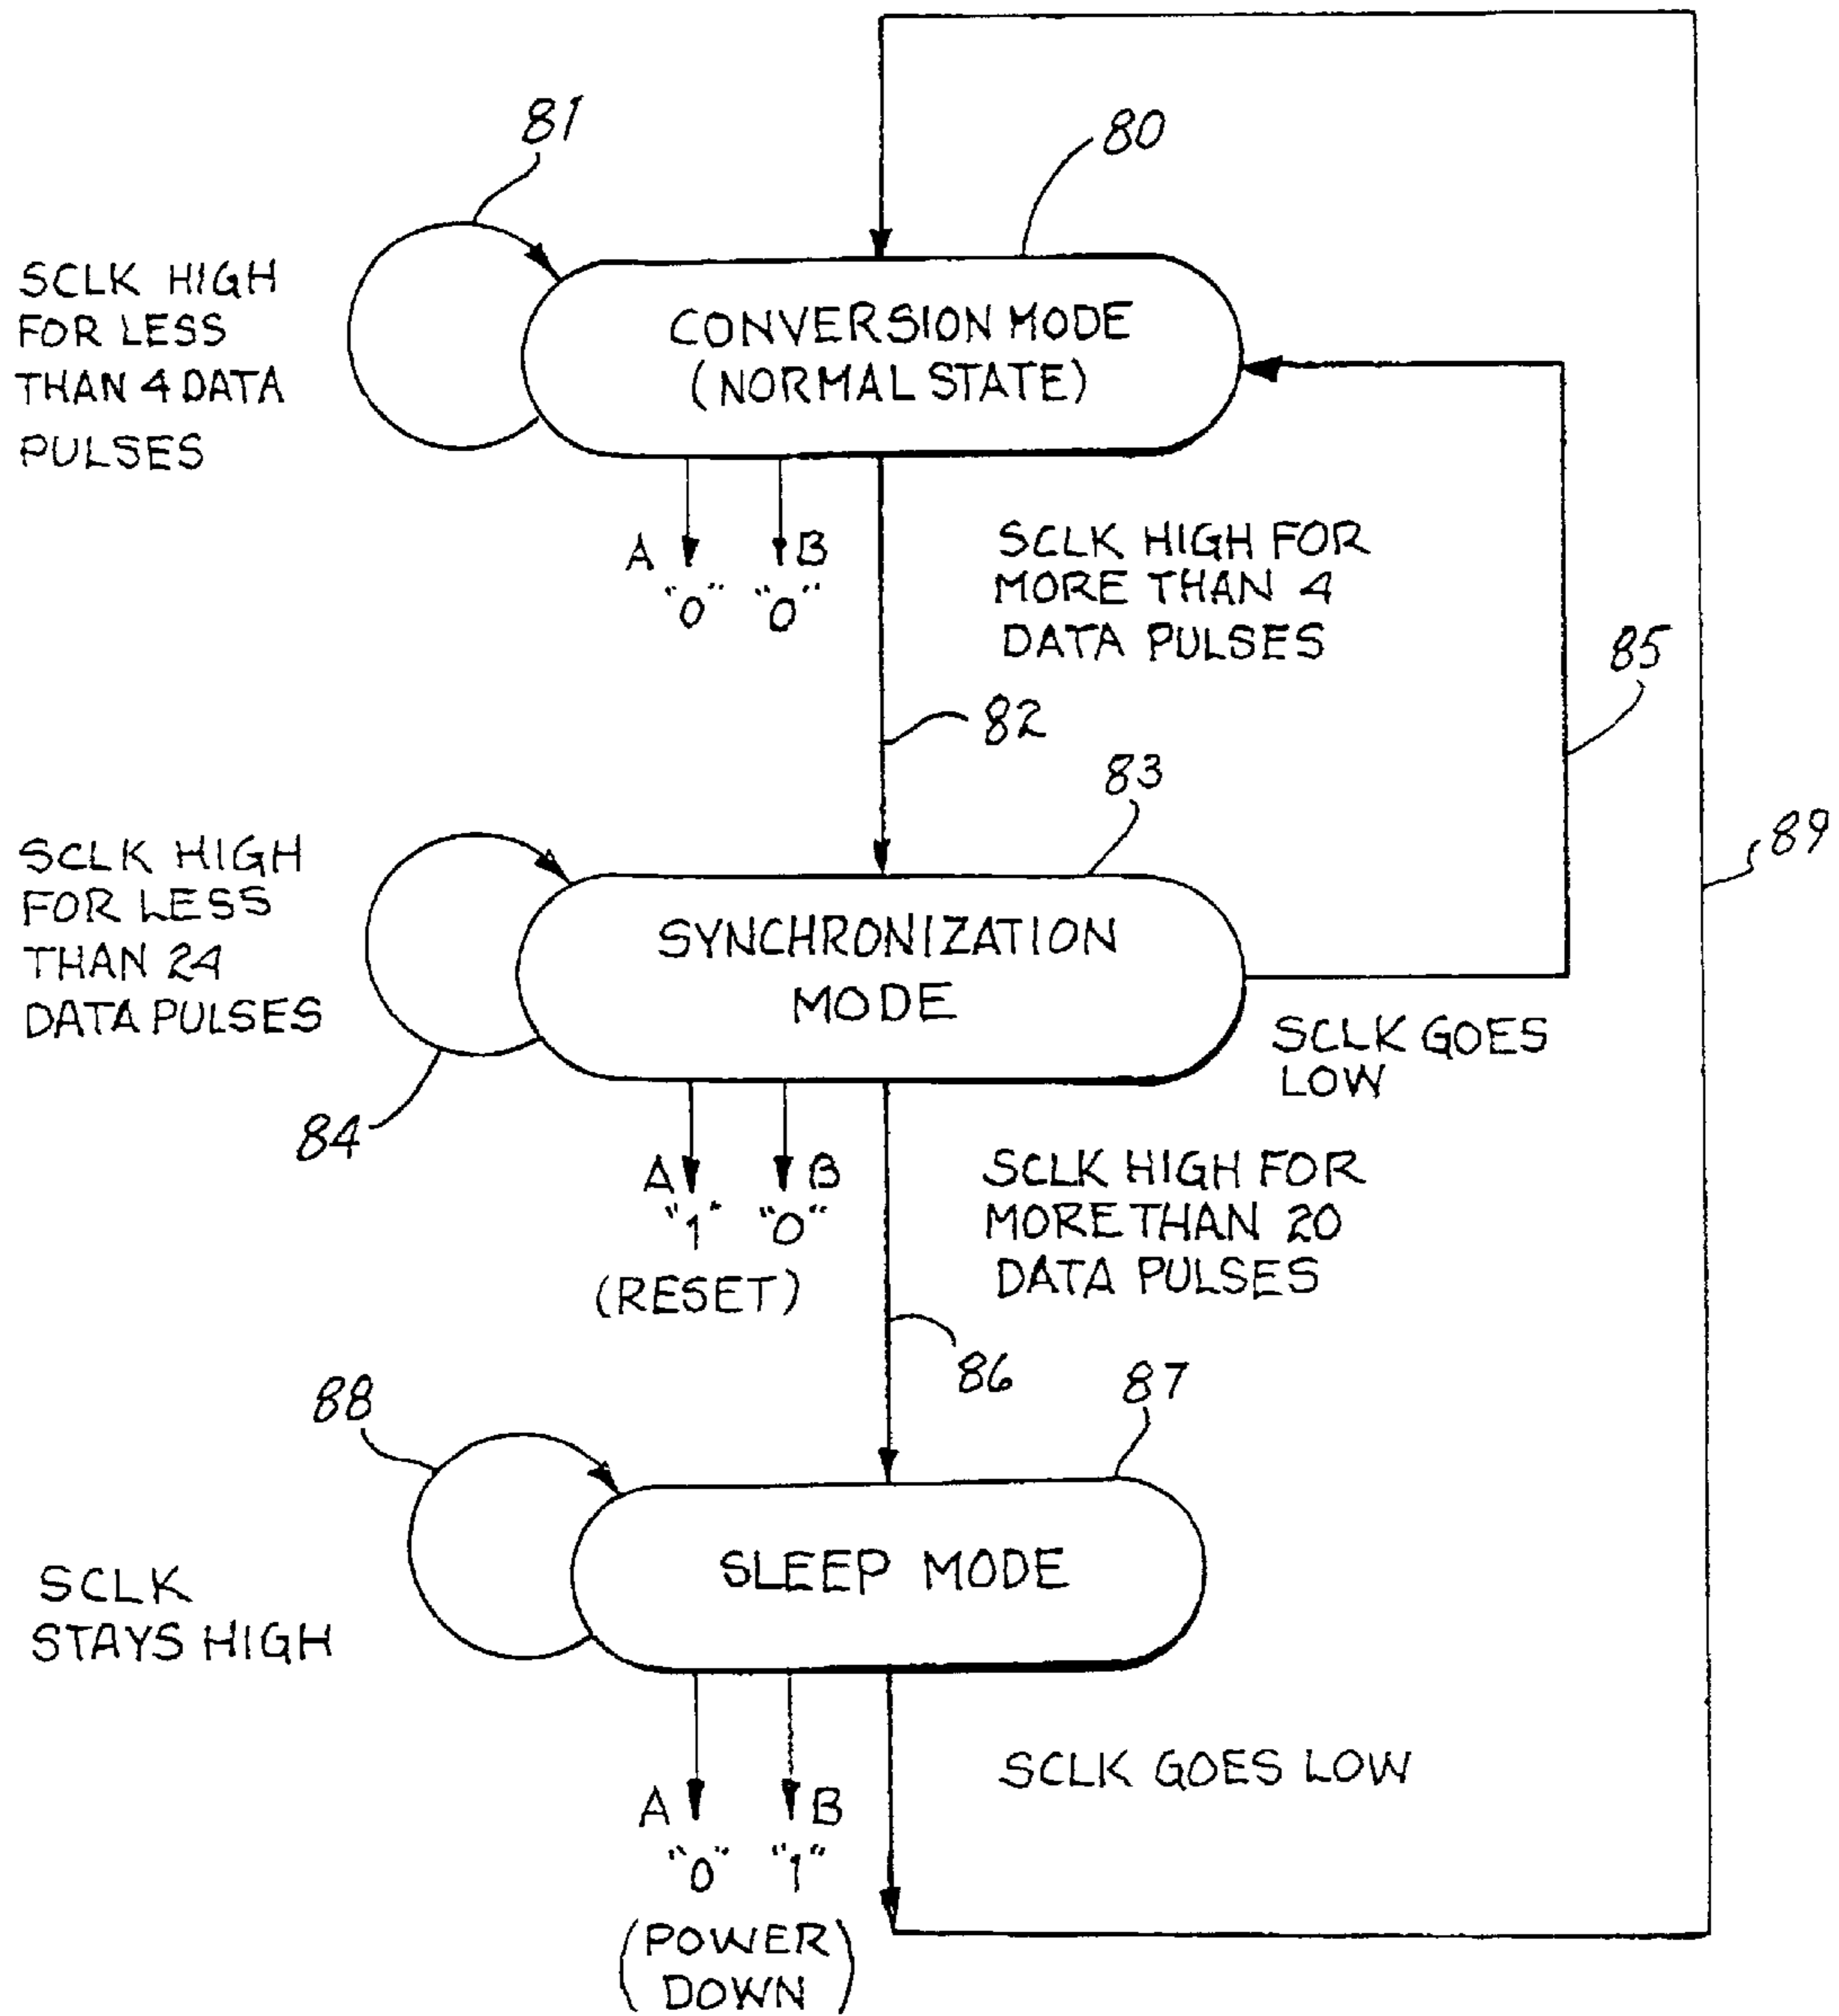 81
80
SCLK HIGH
FOR LESS
THAN 4 DATA
PULSES
CONVERSION MODE
(NORMAL STATE)
A B
"0" "0"
SCLK HIGH FOR
MORE THAN 4
DATA PULSES
82
85
83
89
SCLK HIGH
FOR LESS
THAN 24
DATA PULSES
SYNCHRONIZATION
MODE
SCLK GOES
LOW
84
A B
"1" "0"
(RESET)
SCLK HIGH FOR
MORE THAN 20
DATA PULSES
86
87
88
SLEEP MODE
SCLK
STAYS HIGH
A B
"0" "1"
(POWER
DOWN)
SCLK GOES LOW